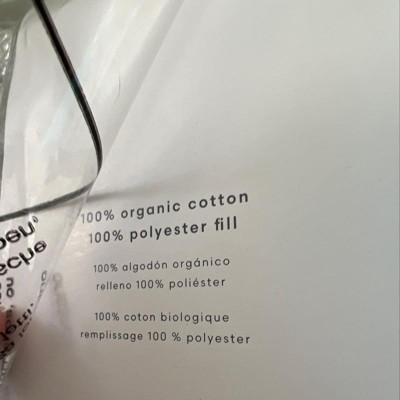 100% organic cotton
100% polyester fill
100% algodón orgánico
relleno 100% poliéster
100% coton biologique
remplissage 100 % polyester